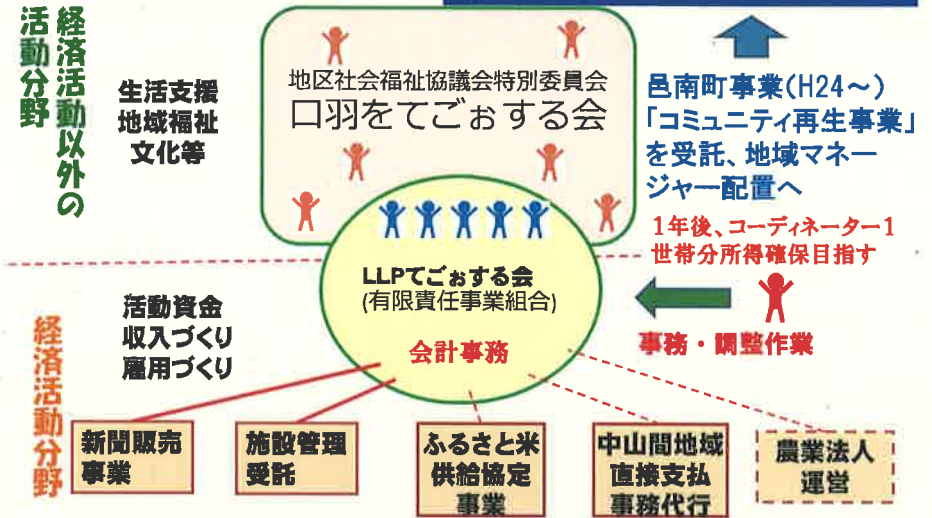 経済活動以外の
活動分野
生活支援
地域福祉
文化等
地区社会福祉協議会特別委員会
口羽をてごぉする会
邑南町事業(H24～)
「コミュニティ再生事業」
を受託、地域マネー
ジャー配置へ
1年後、コーディネーター1
世帯分所得確保目指す
LLPてごぉする会
(有限責任事業組合)
会計事務
事務・調整作業
経済活動分野
活動資金
収入づくり
雇用づくり
新聞販売
事業
施設管理
受託
ふるさと米
供給協定
事業
中山間地域
直接支払
事務代行
農業法人
運営